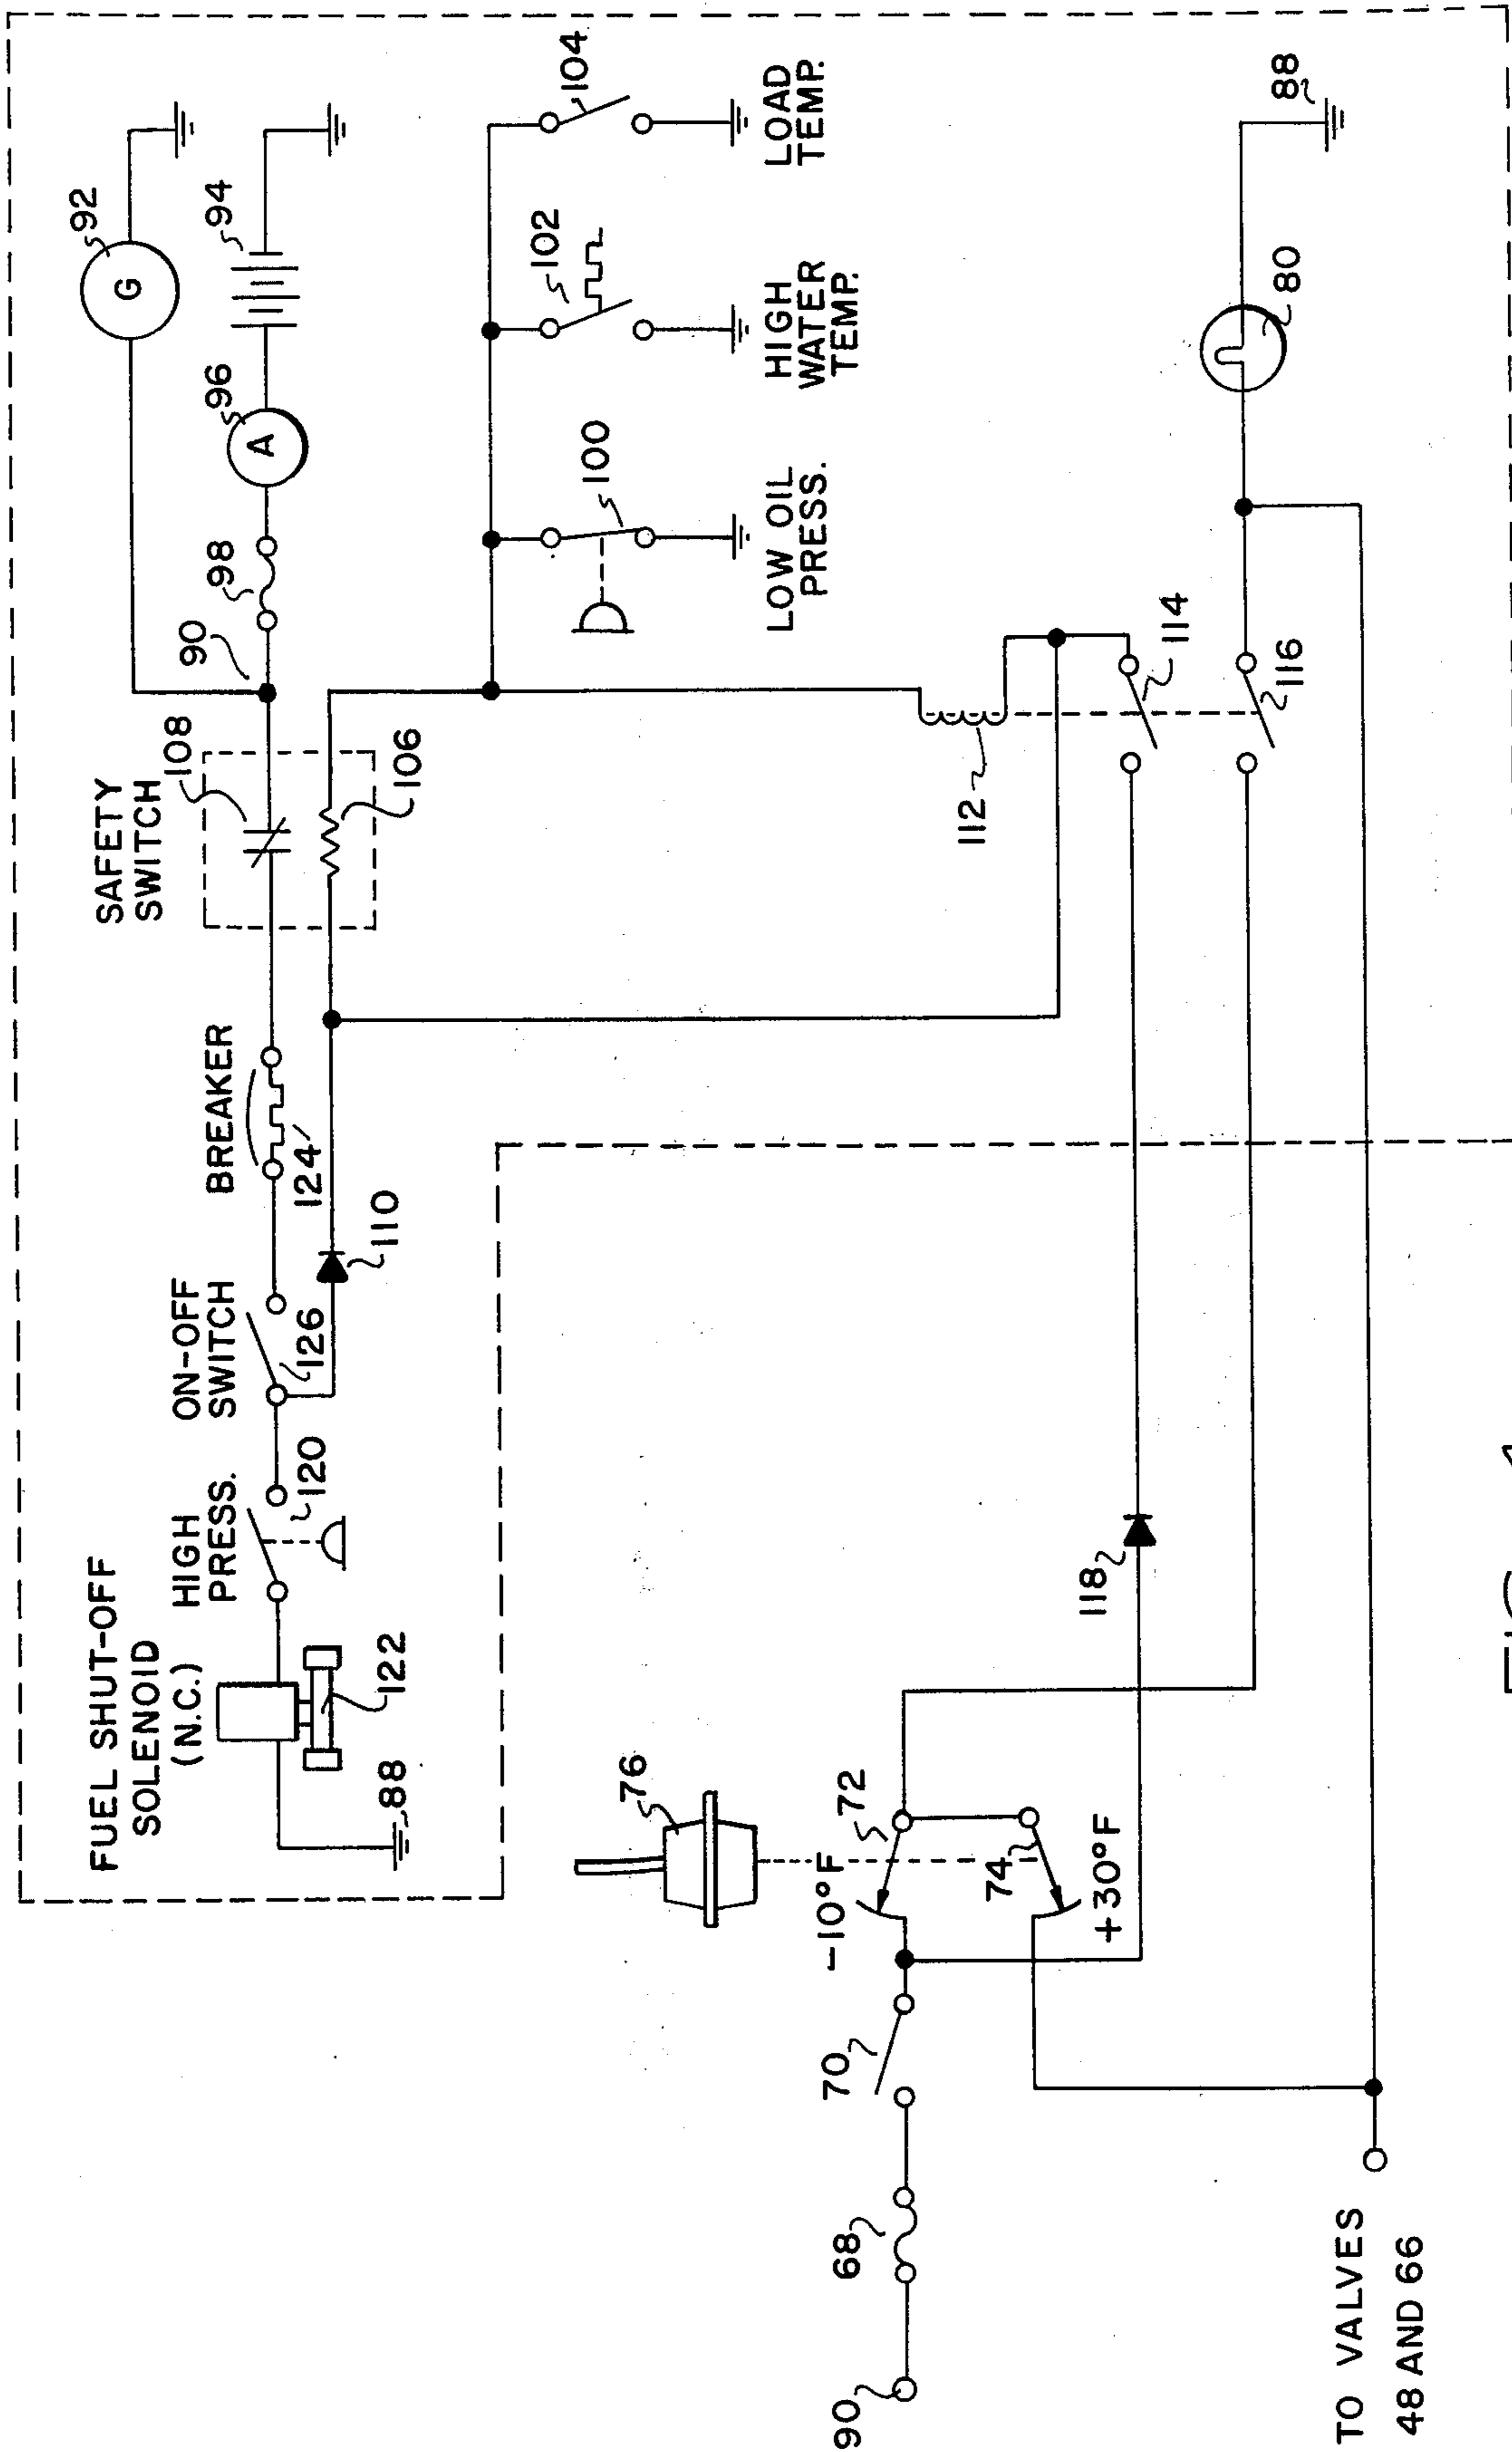 92
G
FUEL SHUT-OFF
SOLENOID
(N.C.)
122
88
HIGH
PRESS.
120
ON-OFF
SWITCH
126
110
BREAKER
124
SAFETY
SWITCH
108
106
90
98
96
A
94
100
LOW OIL
PRESS.
102
HIGH
WATER
TEMP.
104
LOAD
TEMP.
76
90
68
70
-10°F
72
74
+30°F
118
112
114
116
80
88
TO VALVES
48 AND 66